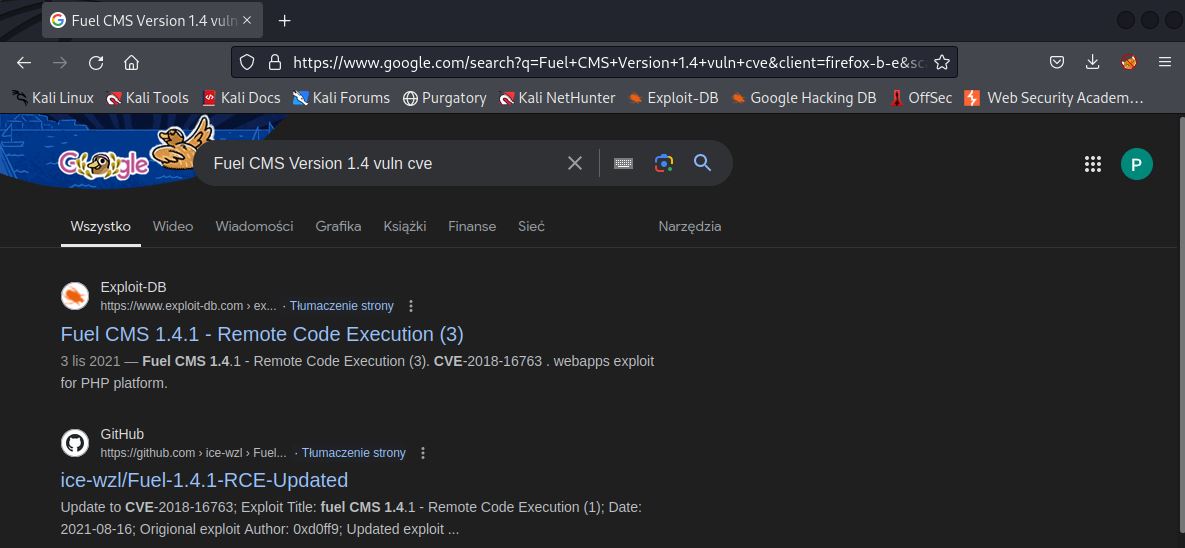 Fuel CMS Version 1.4 vuln
https://www.google.com/search?q=Fuel+CMS+Version+1.4+vuln+cve&client=firefox-b-e&sc
Kali Linux Kali Tools Kali Docs Kali Forums Purgatory Kali NetHunter Exploit-DB Google Hacking DB OffSec Web Security Academ...
Google
Fuel CMS Version 1.4 vuln cve
P
Wszystko Wideo Wiadomości Grafika Książki Finanse Sieć Narzędzia
Exploit-DB
https://www.exploit-db.com › ex... · Tłumaczenie strony
Fuel CMS 1.4.1 - Remote Code Execution (3)
3 lis 2021 — Fuel CMS 1.4.1 - Remote Code Execution (3). CVE-2018-16763 . webapps exploit
for PHP platform.
GitHub
https://github.com › ice-wzl › Fuel... · Tłumaczenie strony
ice-wzl/Fuel-1.4.1-RCE-Updated
Update to CVE-2018-16763; Exploit Title: fuel CMS 1.4.1 - Remote Code Execution (1); Date:
2021-08-16; Origional exploit Author: 0xd0ff9; Updated exploit ...